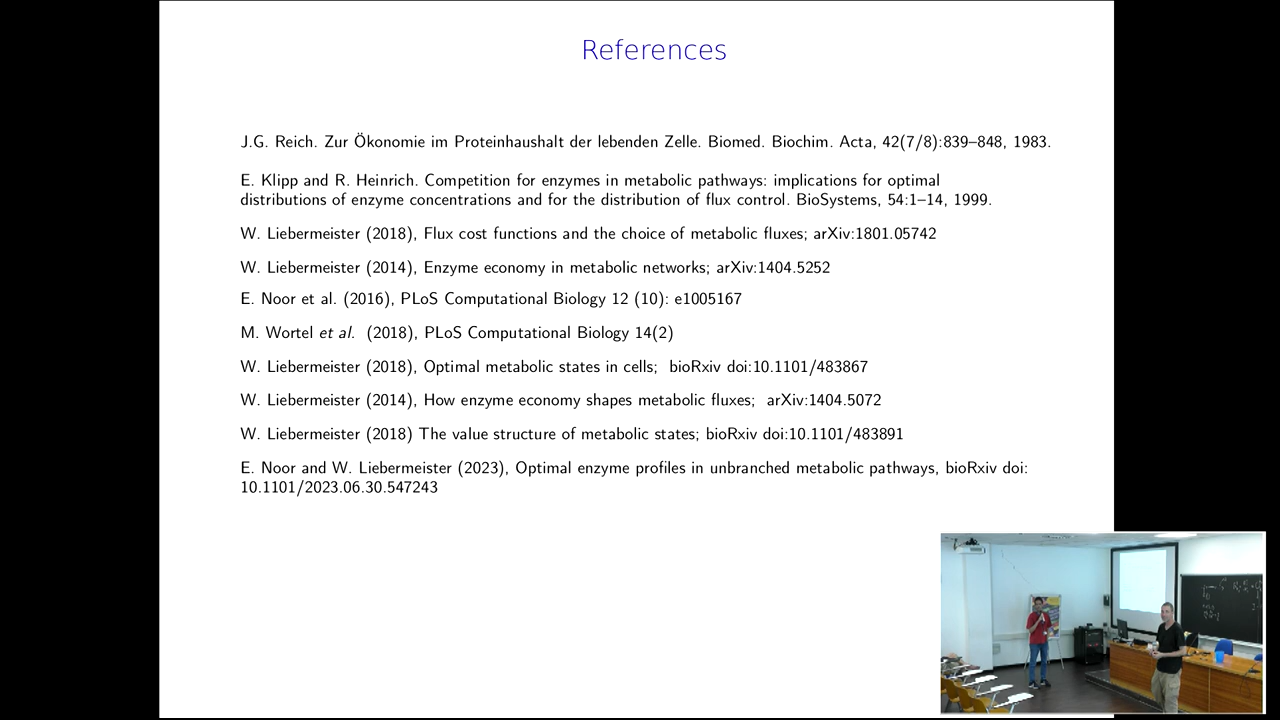 References
J.G. Reich. Zur Ökonomie im Proteinhaushalt der lebenden Zelle. Biomed. Biochim. Acta, 42(7/8):839–848, 1983.
E. Klipp and R. Heinrich. Competition for enzymes in metabolic pathways: implications for optimal
distributions of enzyme concentrations and for the distribution of flux control. BioSystems, 54:1–14, 1999.
W. Liebermeister (2018), Flux cost functions and the choice of metabolic fluxes; arXiv:1801.05742
W. Liebermeister (2014), Enzyme economy in metabolic networks; arXiv:1404.5252
E. Noor et al. (2016), PLoS Computational Biology 12 (10): e1005167
M. Wortel et al. (2018), PLoS Computational Biology 14(2)
W. Liebermeister (2018), Optimal metabolic states in cells; bioRxiv doi:10.1101/483867
W. Liebermeister (2014), How enzyme economy shapes metabolic fluxes; arXiv:1404.5072
W. Liebermeister (2018) The value structure of metabolic states; bioRxiv doi:10.1101/483891
E. Noor and W. Liebermeister (2023), Optimal enzyme profiles in unbranched metabolic pathways, bioRxiv doi:
10.1101/2023.06.30.547243